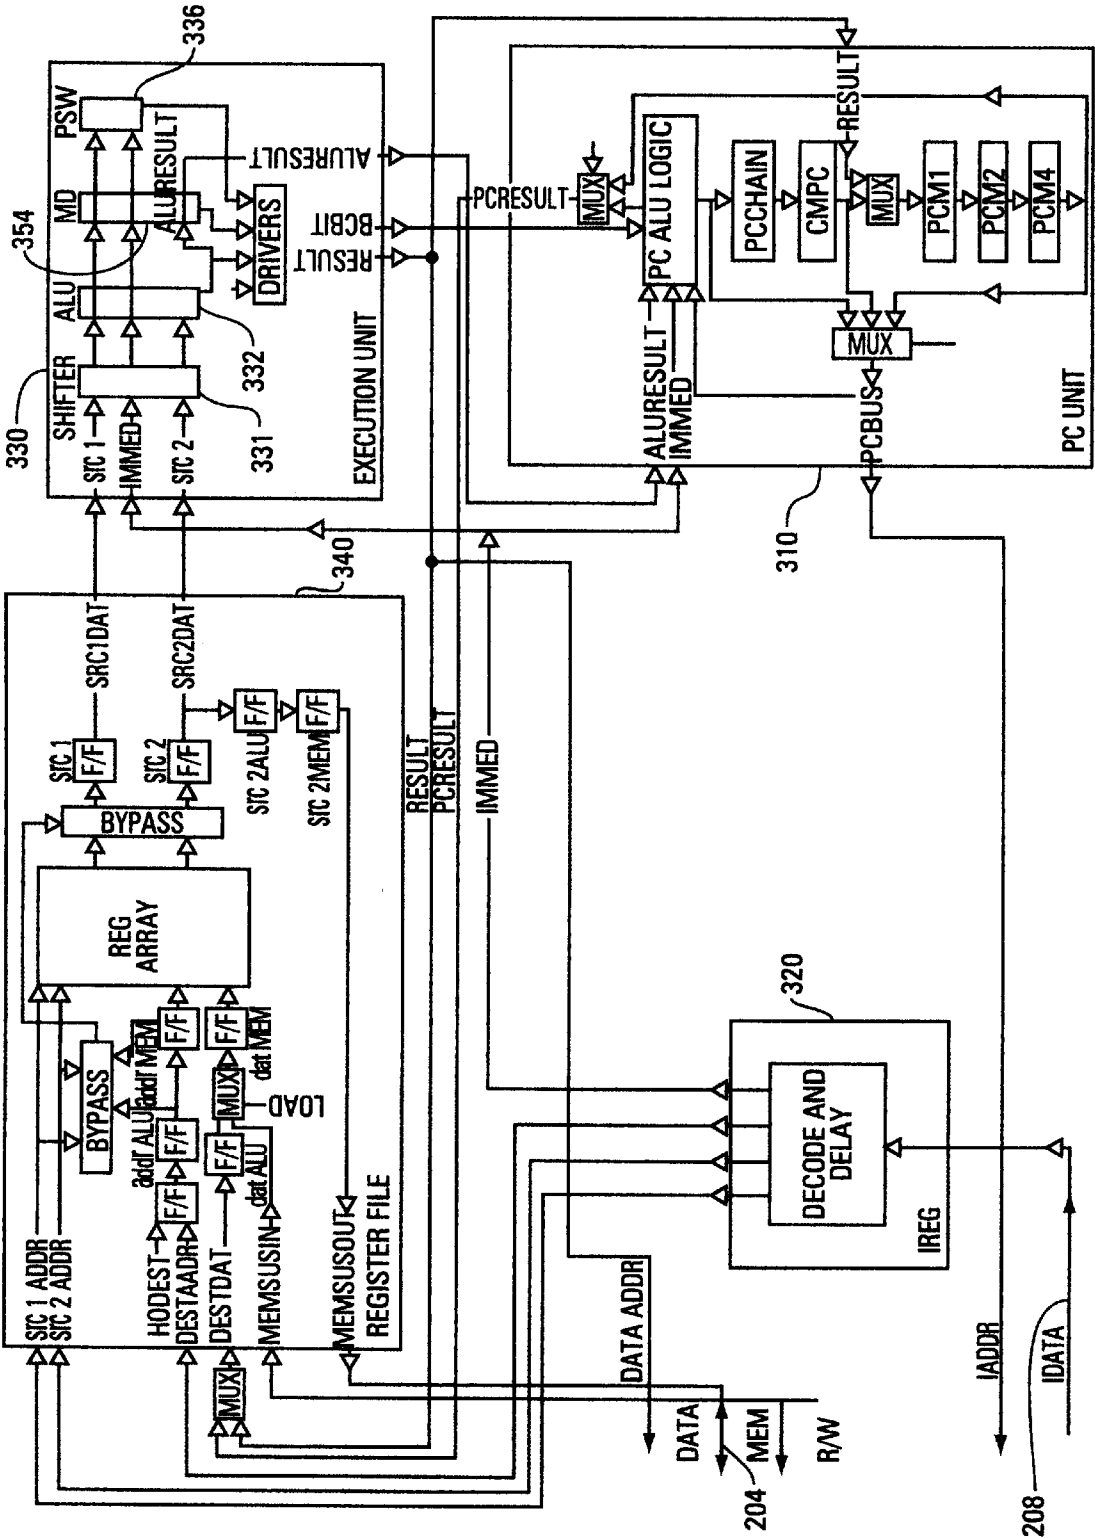 330
SHIFTER
ALU
354
MD
PSW
336
SrC 1
IMMED
SrC 2
331
332
ALURESULT
DRIVERS
RESULT
BCBIT
ALURESULT
EXECUTION UNIT
340
SrC 1 ADDR
SrC 2 ADDR
BYPASS
REG
ARRAY
BYPASS
SrC 1
F/F
SRC1DAT
SrC 2
F/F
SRC2DAT
F/F
SrC 2ALU
F/F
SrC 2MEM
HODEST
DESTAADR
F/F
addr ALU
F/F
addr MEM
F/F
DESTDAT
F/F
dat ALU
MUX
LOAD
F/F
dat MEM
MEMSUSIN
MEMSUSOUT
REGISTER FILE
MUX
RESULT
PCRESULT
IMMED
PCRESULT
MUX
ALURESULT
IMMED
PC ALU LOGIC
PCCHAIN
CMPC
RESULT
MUX
PCM1
PCM2
PCM4
MUX
PCBUS
PC UNIT
310
320
DECODE AND
DELAY
IREG
DATA ADDR
DATA
204
MEM
R/W
IADDR
IDATA
208